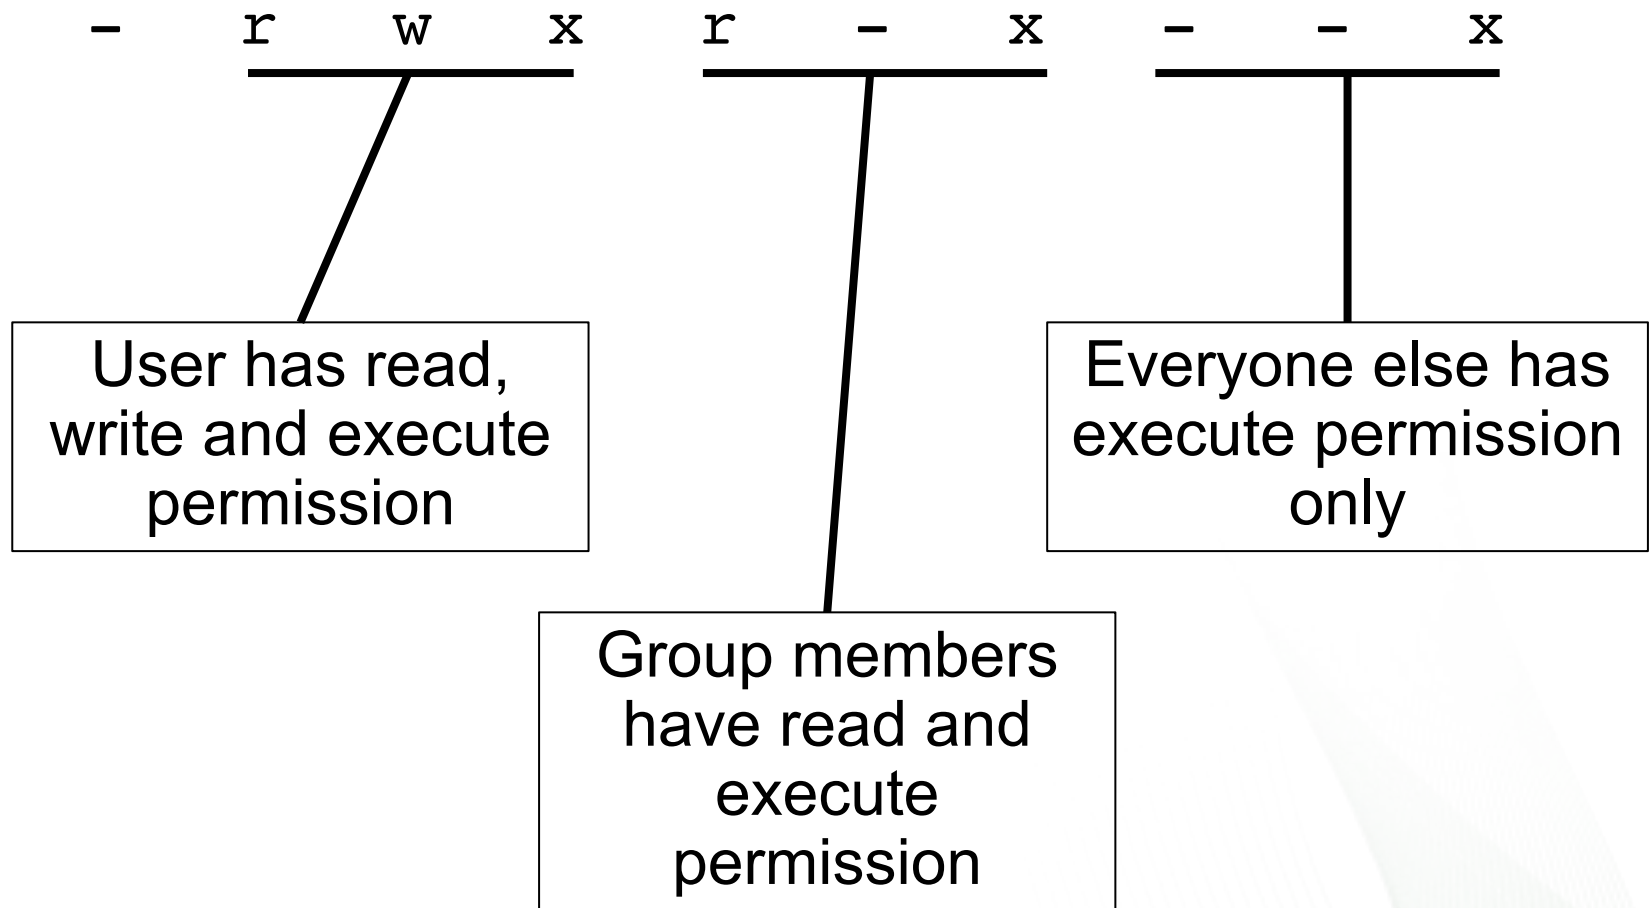 - r w x r - x - - x
User has read,
write and execute
permission
Everyone else has
execute permission
only
Group members
have read and
execute
permission